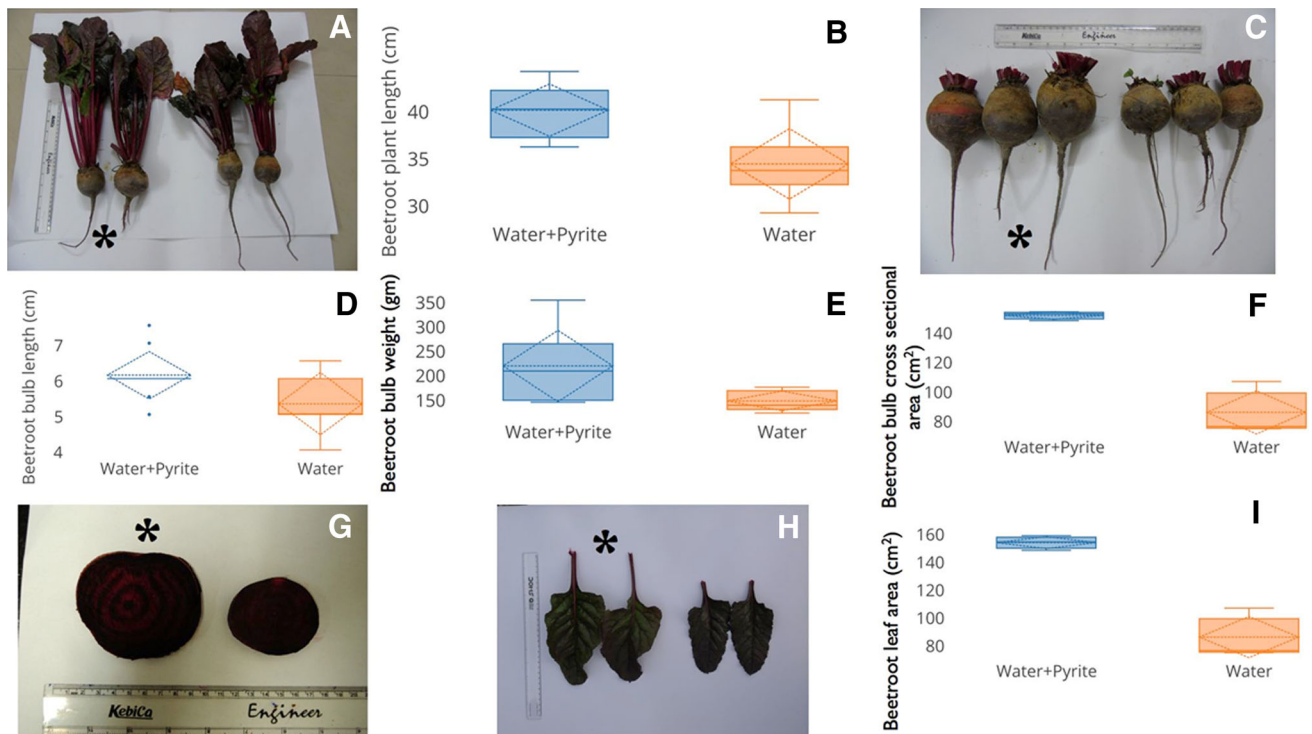 A
Beetroot plant length (cm)
40
35
30
B
Water+Pyrite
Water
C
KebiCa Engineer
D
Beetroot bulb length (cm)
7
6
5
4
Water+Pyrite
Water
E
Beetroot bulb weight (gm)
350
300
250
200
150
Water+Pyrite
Water
F
Beetroot bulb cross sectional
area (cm²)
140
120
100
80
Water+Pyrite
Water
G
*
KebiCa Engineer
H
*
I
Beetroot leaf area (cm²)
160
140
120
100
80
Water+Pyrite
Water